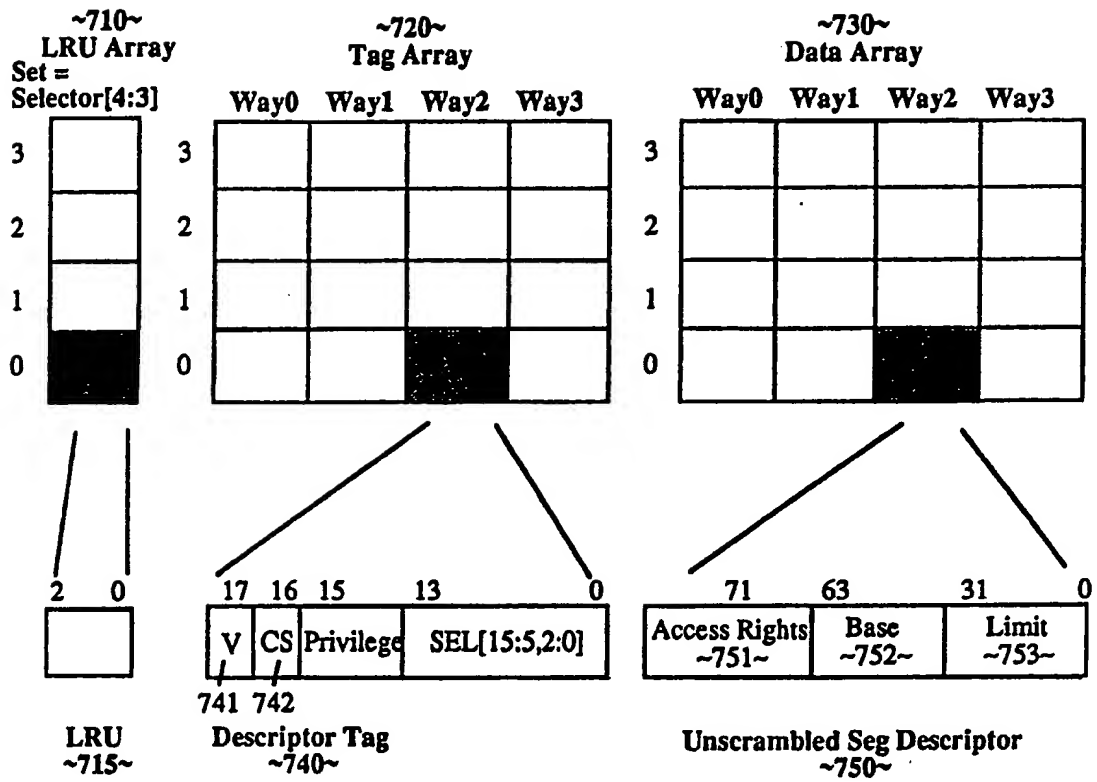 ~710~
LRU Array
Set =
Selector[4:3]
~720~
Tag Array
~730~
Data Array
Way0 Way1 Way2 Way3
Way0 Way1 Way2 Way3
3 3 3
2 2 2
1 1 1
0 0 0
2 0
17 16 15 13 0
71 63 31 0
V CS Privilege SEL[15:5,2:0]
Access Rights Base Limit
~751~ ~752~ ~753~
741 742
LRU
~715~
Descriptor Tag
~740~
Unscrambled Seg Descriptor
~750~